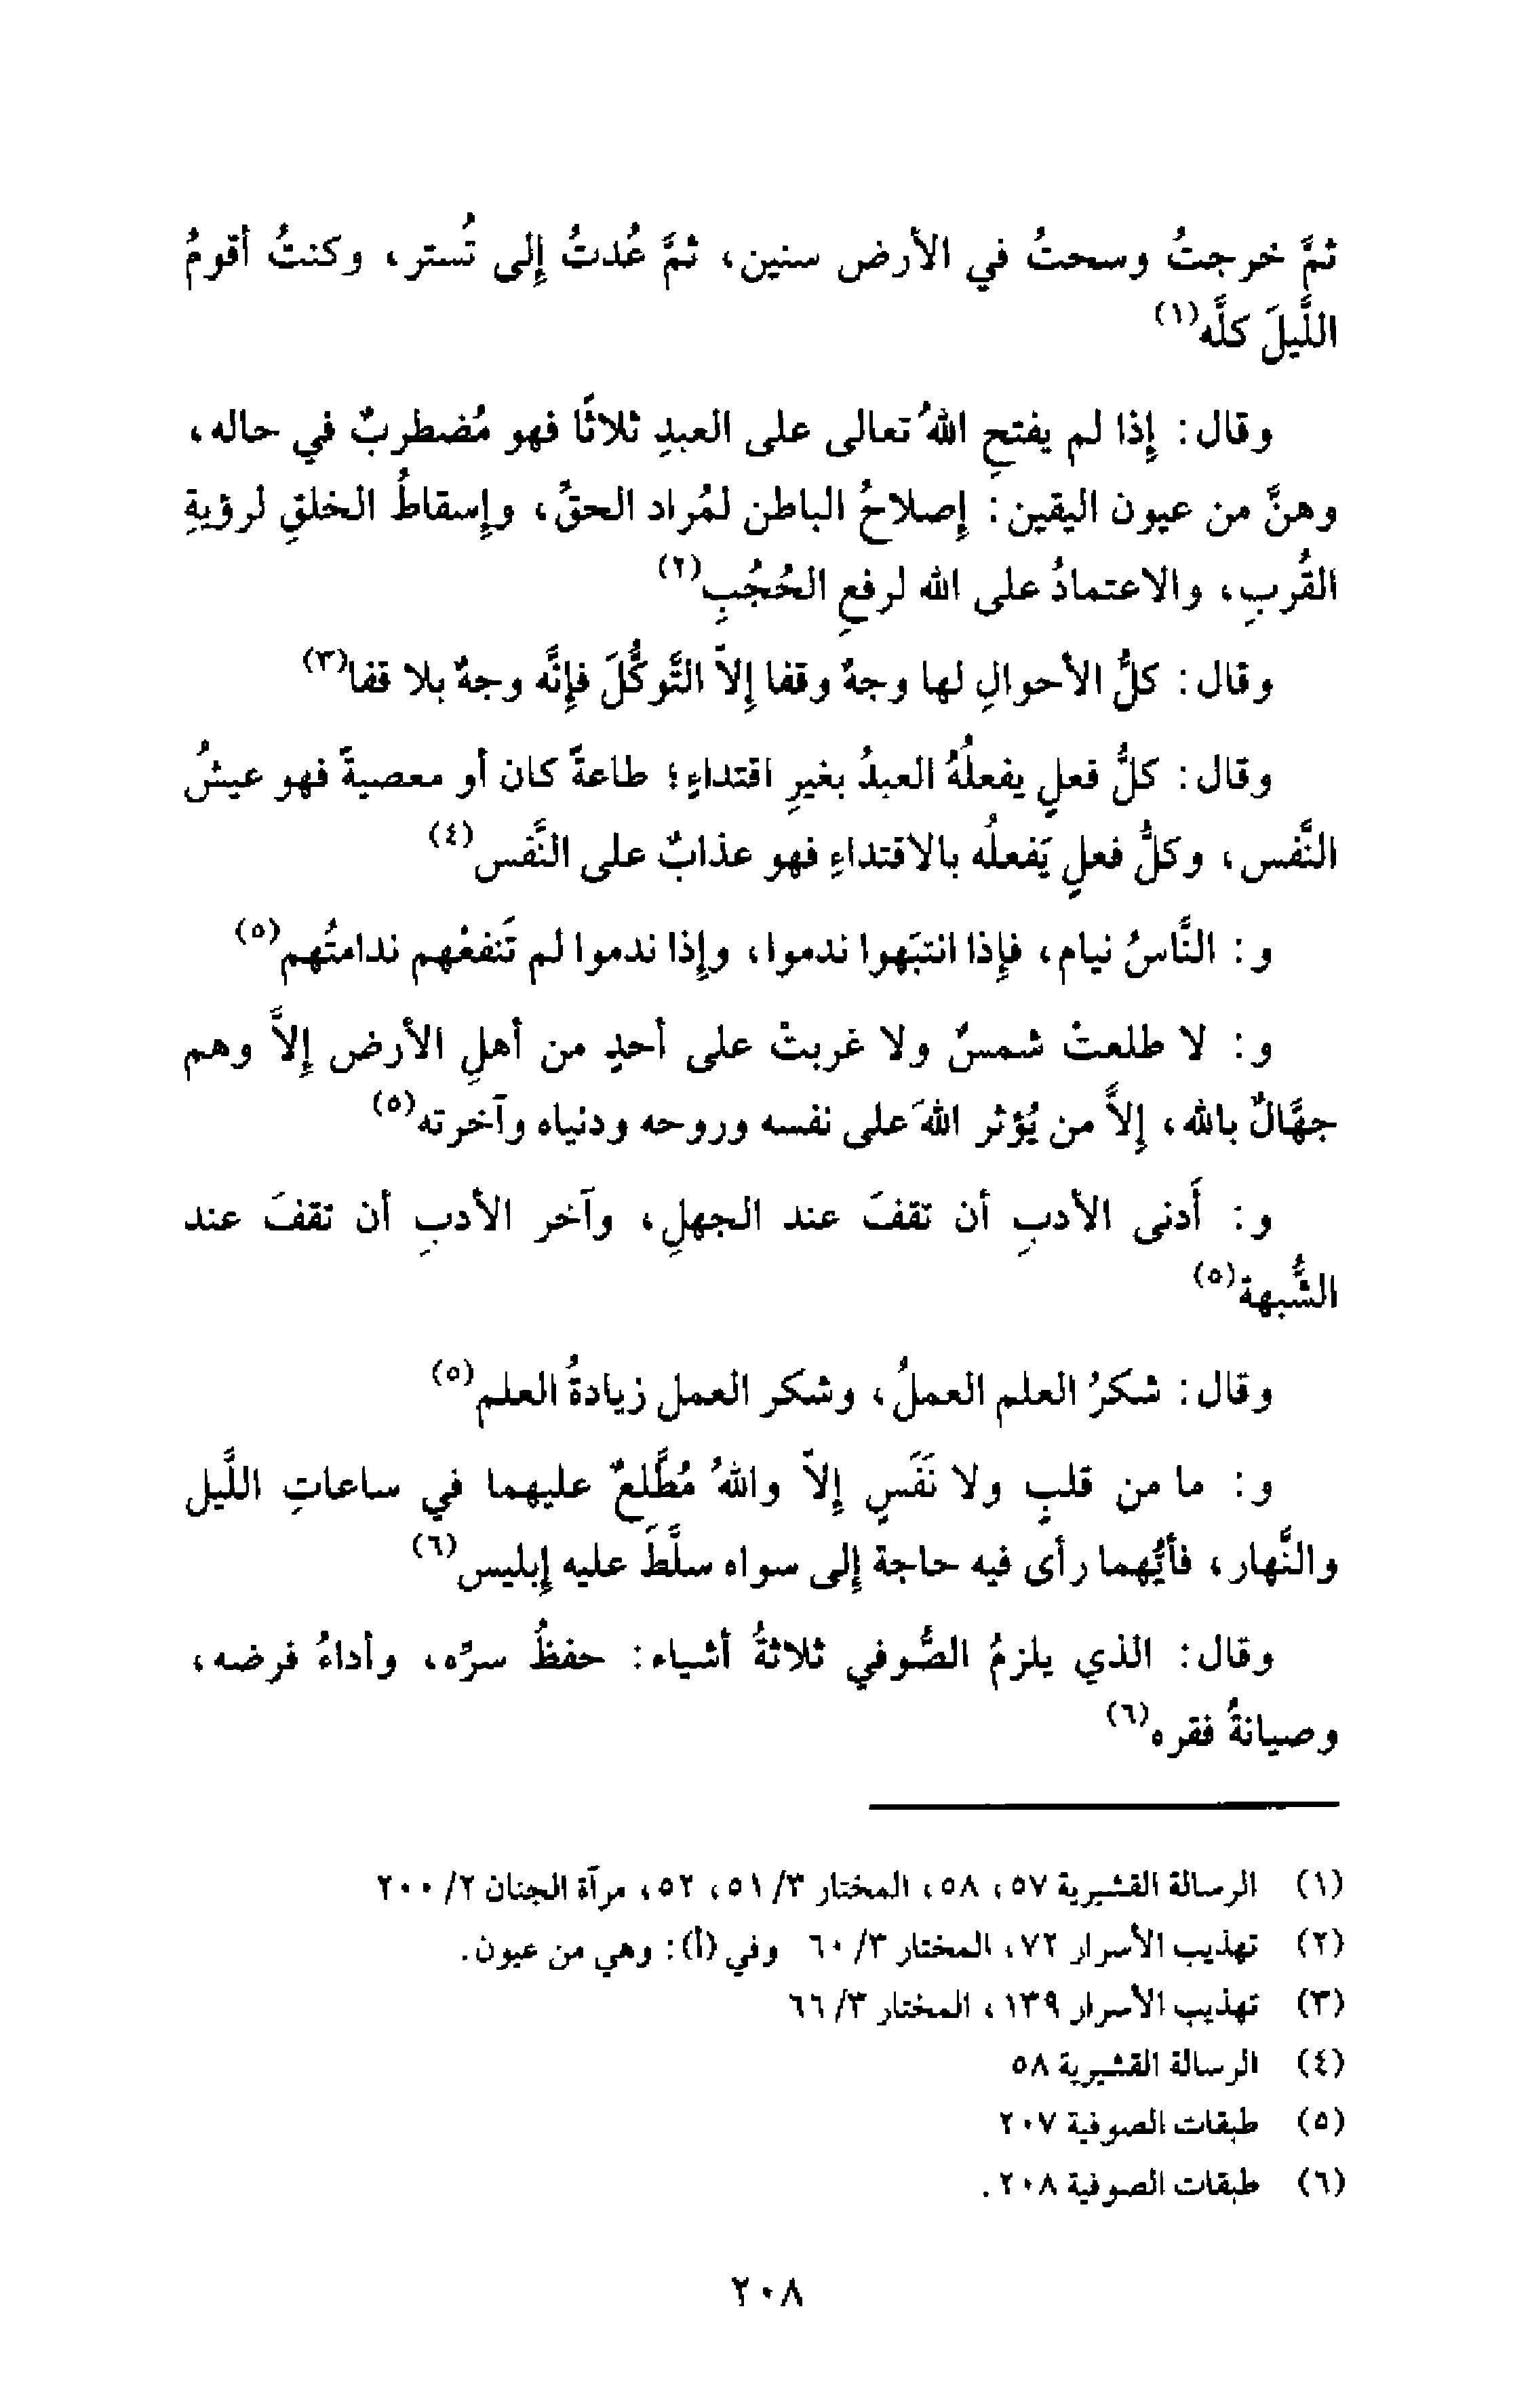 ثمَّ خرجتُ وسحتُ في الأرض سنين، ثمَّ عُدتُ إلى تُستر، وكنتُ أقومُ
اللَّيلَ كلَّه(١)
وقال: إذا لم يفتحِ اللهُ تعالى على العبدِ ثلاثًا فهو مُضطربٌ في حاله،
وهنَّ من عيون اليقين: إصلاحُ الباطن لمُراد الحقِّ، وإسقاطُ الخلقِ لرؤيةِ
القُربِ، والاعتمادُ على الله لرفعِ الحُجُبِ(٢)
وقال: كلُّ الأحوالِ لها وجهٌ وقفا إلاّ التَّوكُّلَ فإنَّه وجهٌ بلا قفا(٣)
وقال: كلُّ فعلٍ يفعلُهُ العبدُ بغيرِ اقتداءٍ؛ طاعةً كان أو معصيةً فهو عيشُ
النَّفس، وكلُّ فعلٍ يَفعلُه بالاقتداءِ فهو عذابٌ على النَّفس(٤)
و: النَّاسُ نيام، فإذا انتبَهوا ندموا، وإذا ندموا لم تَنفعْهم ندامتُهم(٥)
و: لا طلعتْ شمسٌ ولا غربتْ على أحدٍ من أهلِ الأرض إلاَّ وهم
جهَّالٌ بالله، إلاَّ من يُؤثر اللهَ على نفسه وروحه ودنياه وآخرته(٥)
و: أَدنى الأدبِ أن تقفَ عند الجهلِ، وآخر الأدبِ أن تقفَ عند
الشُّبهة(٥)
وقال: شكرُ العلم العملُ، وشكر العمل زيادةُ العلم(٥)
و: ما من قلبٍ ولا نَفَسٍ إلاّ واللهُ مُطَّلعٌ عليهما في ساعاتِ اللَّيل
والنَّهار، فأيُّهما رأى فيه حاجة إلى سواه سلَّطَ عليه إبليس(٦)
وقال: الذي يلزمُ الصُّوفي ثلاثةُ أشياء: حفظُ سرِّه، وأداءُ فرضه،
وصيانةُ فقره(٦)
(١) الرسالة القشيرية ٥٧، ٥٨، المختار ٣/ ٥١، ٥٢، مرآة الجنان ٢/ ٢٠٠
(٢) تهذيب الأسرار ٧٢، المختار ٣/ ٦٠ وفي (أ): وهي من عيون.
(٣) تهذيب الأسرار ١٣٩، المختار ٣/ ٦٦
(٤) الرسالة القشيرية ٥٨
(٥) طبقات الصوفية ٢٠٧
(٦) طبقات الصوفية ٢٠٨.
٢٠٨